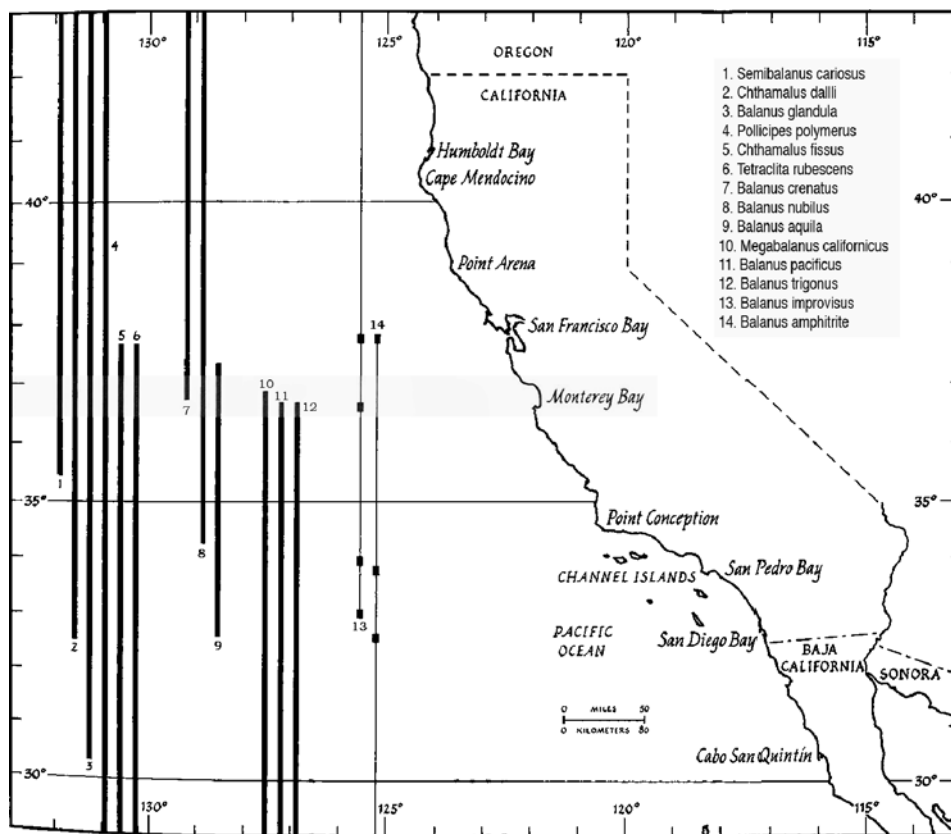 130°
125°
120°
115°
OREGON
CALIFORNIA
1. Semibalanus cariosus
2. Chthamalus dallli
3. Balanus glandula
4. Pollicipes polymerus
5. Chthamalus fissus
6. Tetraclita rubescens
7. Balanus crenatus
8. Balanus nubilus
9. Balanus aquila
10. Megabalanus californicus
11. Balanus pacificus
12. Balanus trigonus
13. Balanus improvisus
14. Balanus amphitrite
Humboldt Bay
Cape Mendocino
40°
40°
4
Point Arena
San Francisco Bay
5
6
14
7
10
11
12
Monterey Bay
1
35°
35°
Point Conception
8
CHANNEL ISLANDS
San Pedro Bay
2
9
13
PACIFIC
OCEAN
San Diego Bay
BAJA
CALIFORNIA
SONORA
0 MILES 50
0 KILOMETERS 80
3
Cabo San Quintín
30°
30°
130°
125°
120°
115°